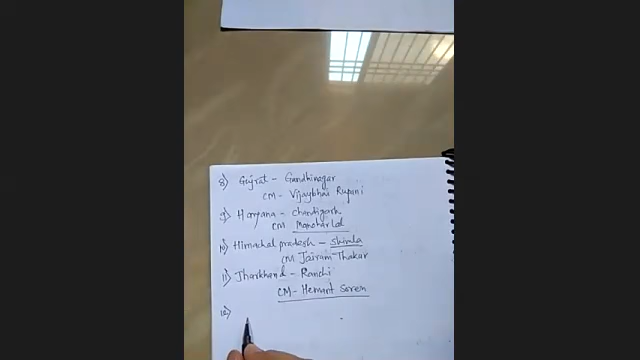 8) Gujrat - Gandhinagar
CM - Vijaybhai Rupani
9) Haryana - Chandigarh
CM Manohar Lal
10) Himachal pradesh - Shimla
CM Jairam Thakar
11) Jharkhand - Ranchi
CM - Hemant Soren
12)